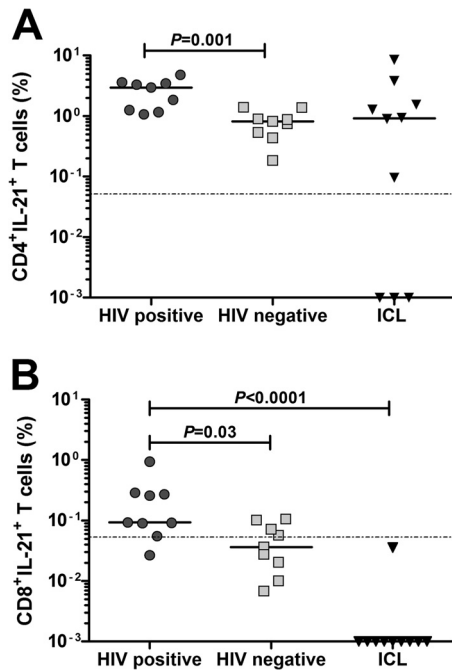 A
P=0.001
CD4⁺IL-21⁺ T cells (%)
10¹
10⁰
10⁻¹
10⁻²
10⁻³
HIV positive HIV negative ICL
B
P<0.0001
P=0.03
CD8⁺IL-21⁺ T cells (%)
10¹
10⁰
10⁻¹
10⁻²
10⁻³
HIV positive HIV negative ICL